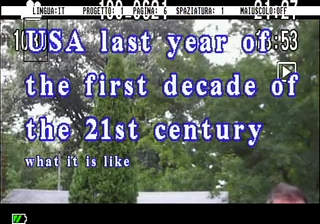 LINGUA:IT PROGETTO: 1 PAGINA: 6 SPAZIATURA: 1 MAIUSCOLO:OFF
USA last year of
the first decade of
the 21st century
what it is like